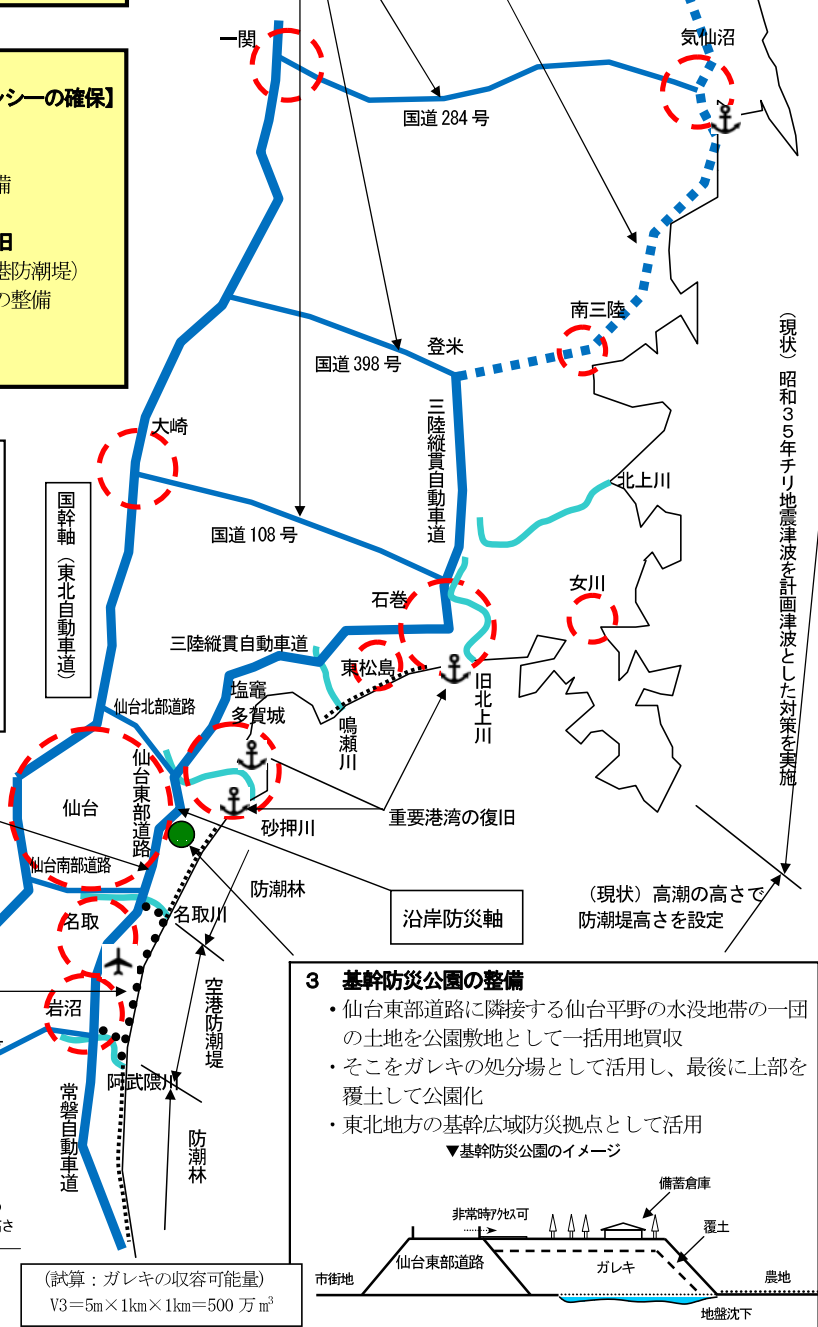 ッシーの確保】
備
旧
港防潮堤）
の整備
一関
気仙沼
国道 284 号
南三陸
登米
国道 398 号
大崎
三陸縦貫自動車道
北上川
国幹軸（東北自動車道）
国道 108 号
石巻
女川
三陸縦貫自動車道
東松島
塩竈
多賀城
旧北上川
鳴瀬川
仙台北部道路
仙台東部道路
仙台
砂押川
重要港湾の復旧
仙台南部道路
防潮林
名取川
名取
沿岸防災軸
（現状）昭和３５年チリ地震津波を計画津波とした対策を実施
（現状）高潮の高さで
防潮堤高さを設定
岩沼
空港防潮堤
阿武隈川
常磐自動車道
防潮林
さ
３　基幹防災公園の整備
・仙台東部道路に隣接する仙台平野の水没地帯の一団
の土地を公園敷地として一括用地買収
・そこをガレキの処分場として活用し、最後に上部を
覆土して公園化
・東北地方の基幹広域防災拠点として活用
▼基幹防災公園のイメージ
備蓄倉庫
非常時ｱｸｾｽ可
覆土
仙台東部道路
ガレキ
市街地
農地
地盤沈下
（試算：ガレキの収容可能量）
V3＝5m×1km×1km＝500 万㎥